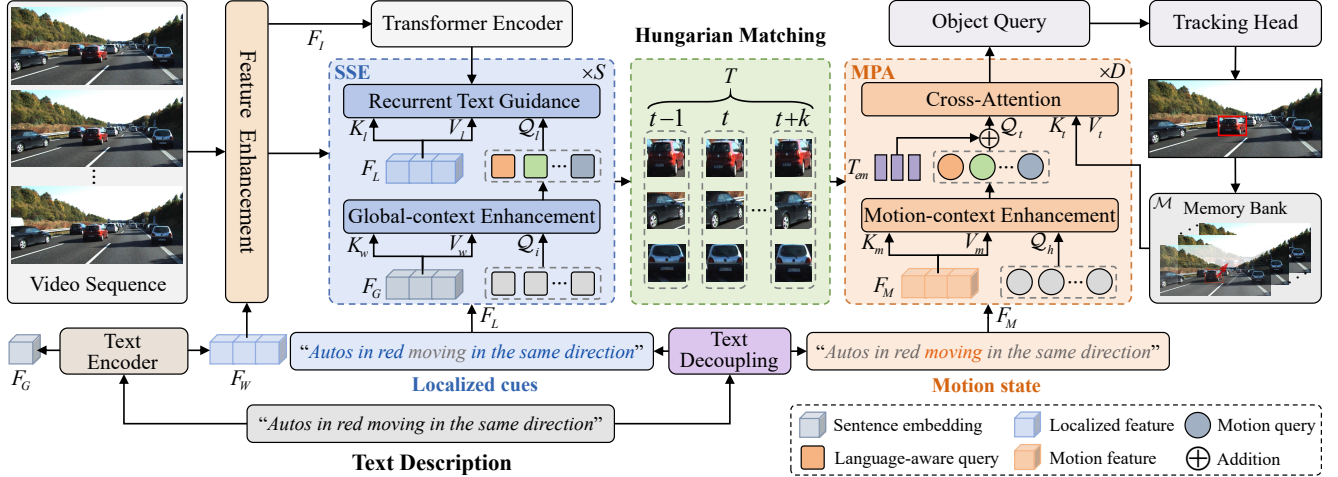 Video Sequence
Feature Enhancement
F_I
Transformer Encoder
SSE
×S
Recurrent Text Guidance
K_l
V_l
Q_l
F_L
Global-context Enhancement
K_w
V_w
Q_i
F_G
F_L
Hungarian Matching
T
t-1
t
t+k
Object Query
MPA
×D
Cross-Attention
Q_t
K_t
V_t
T_em
Motion-context Enhancement
K_m
V_m
Q_h
F_M
F_M
Tracking Head
M
Memory Bank
F_G
Text
Encoder
F_W
“Autos in red moving in the same direction”
Localized cues
Text
Decoupling
“Autos in red moving in the same direction”
Motion state
“Autos in red moving in the same direction”
Text Description
Sentence embedding
Localized feature
Motion query
Language-aware query
Motion feature
Addition